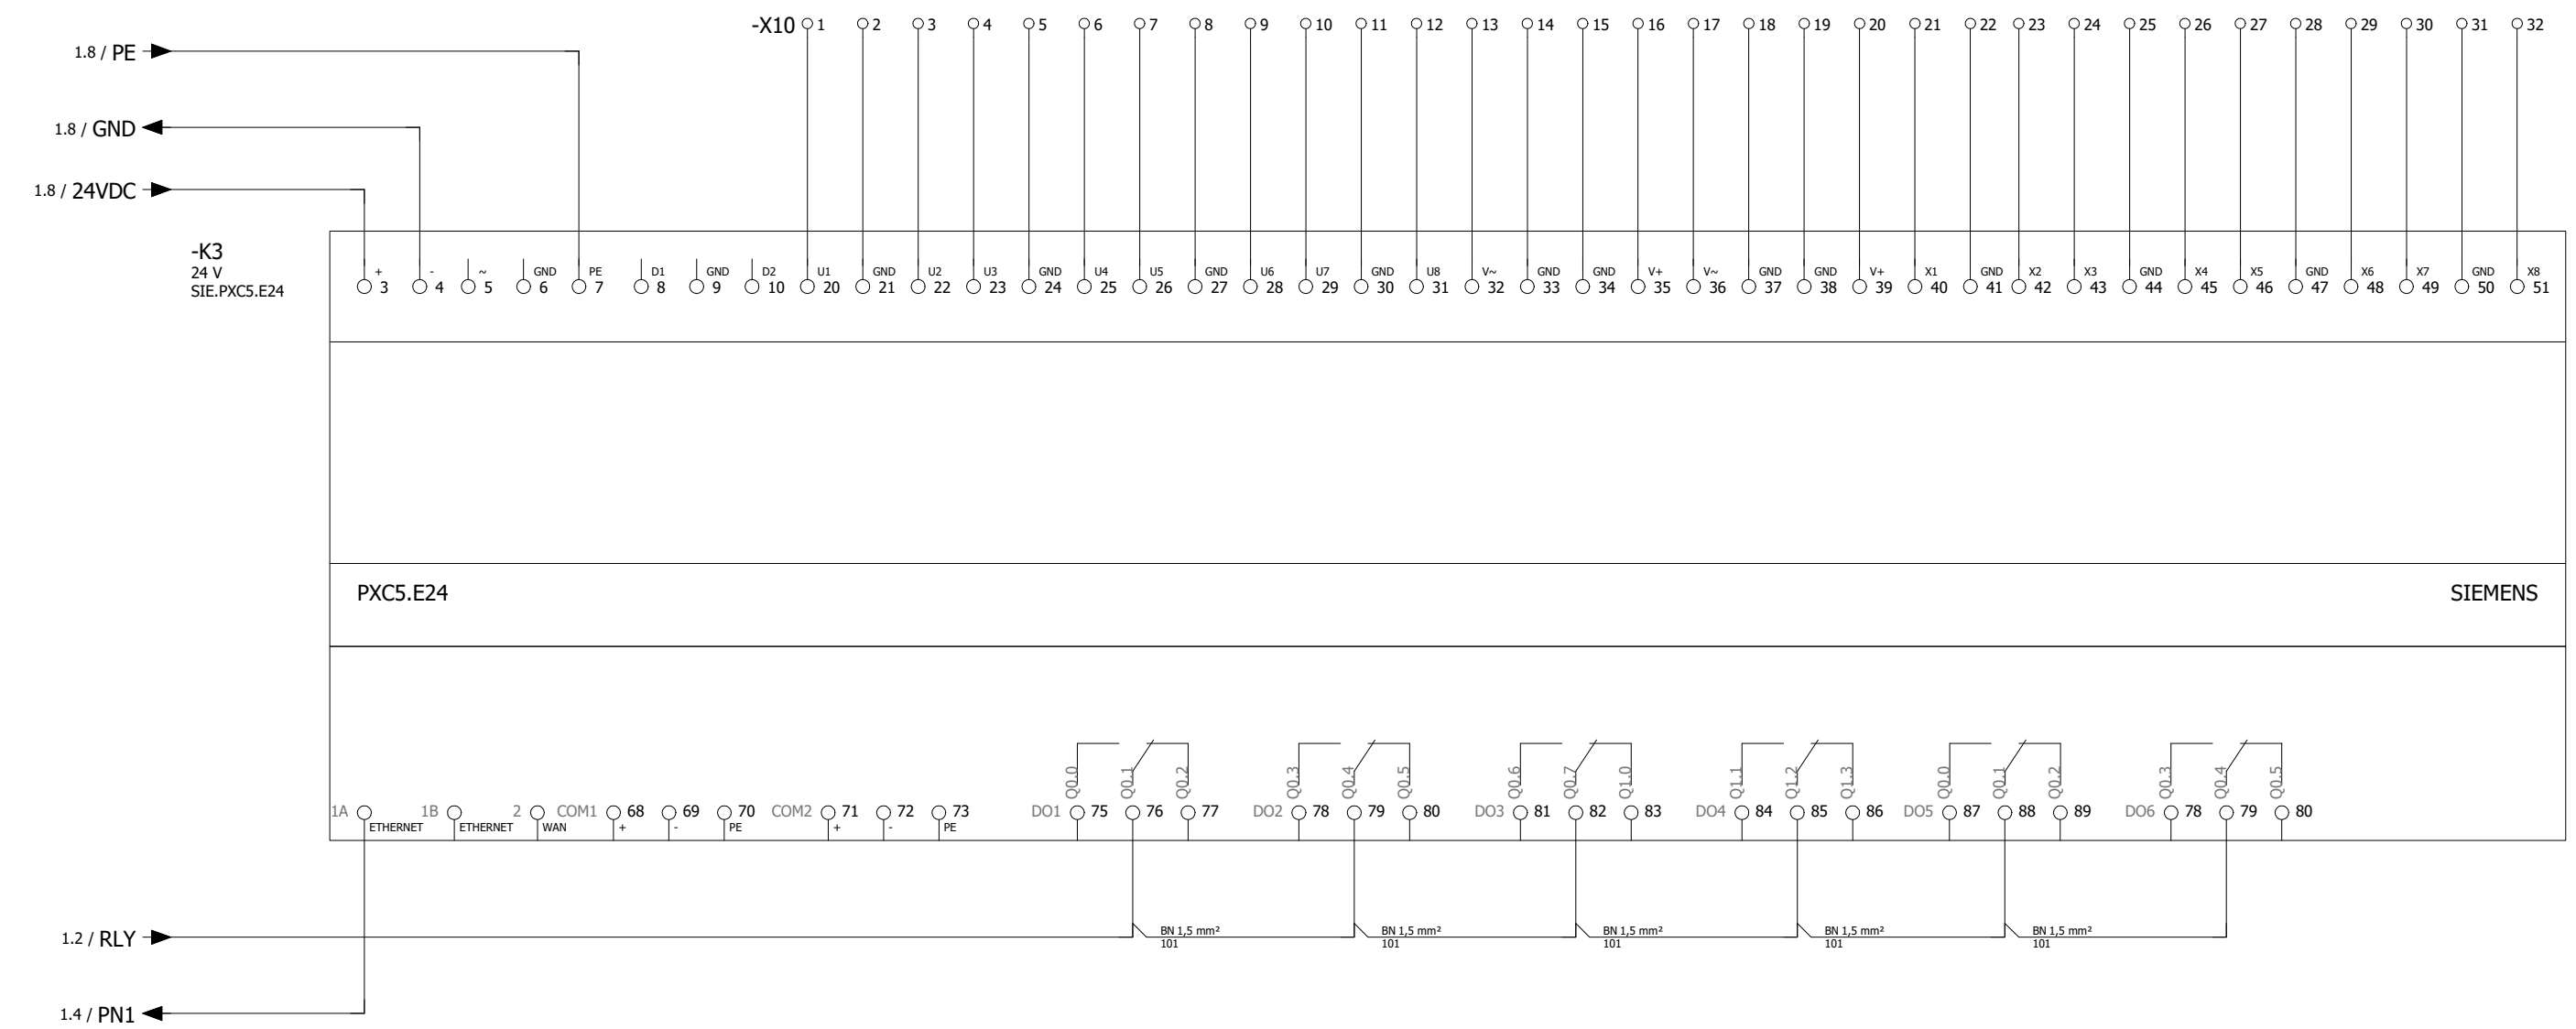 -X10 1 2 3 4 5 6 7 8 9 10 11 12 13 14 15 16 17 18 19 20 21 22 23 24 25 26 27 28 29 30 31 32
1.8 / PE
1.8 / GND
1.8 / 24VDC
-K3
24 V
SIE.PXC5.E24
+ - ~ GND PE D1 GND D2 U1 GND U2 U3 GND U4 U5 GND U6 U7 GND U8 V~ GND GND V+ V~ GND GND V+ X1 GND X2 X3 GND X4 X5 GND X6 X7 GND X8
3 4 5 6 7 8 9 10 20 21 22 23 24 25 26 27 28 29 30 31 32 33 34 35 36 37 38 39 40 41 42 43 44 45 46 47 48 49 50 51
PXC5.E24 SIEMENS
Q0.0 Q0.1 Q0.2 Q0.3 Q0.4 Q0.5 Q0.6 Q0.7 Q1.0 Q1.1 Q1.2 Q1.3 Q0.0 Q0.1 Q0.2 Q0.3 Q0.4 Q0.5
1A 1B 2 COM1 68 69 70 COM2 71 72 73 DO1 75 76 77 DO2 78 79 80 DO3 81 82 83 DO4 84 85 86 DO5 87 88 89 DO6 78 79 80
ETHERNET ETHERNET WAN + - PE + - PE
1.2 / RLY
BN 1,5 mm² BN 1,5 mm² BN 1,5 mm² BN 1,5 mm² BN 1,5 mm²
101 101 101 101 101
1.4 / PN1